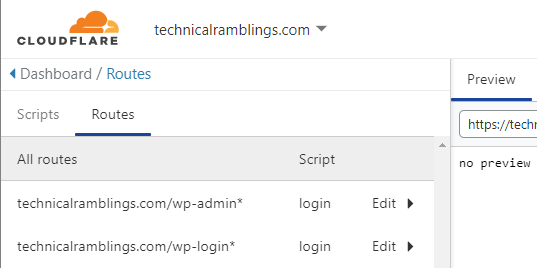 CLOUDFLARE
technicalramblings.com
Dashboard / Routes
Preview
Scripts Routes
https://techn
All routes Script
no preview
technicalramblings.com/wp-admin* login Edit
technicalramblings.com/wp-login* login Edit